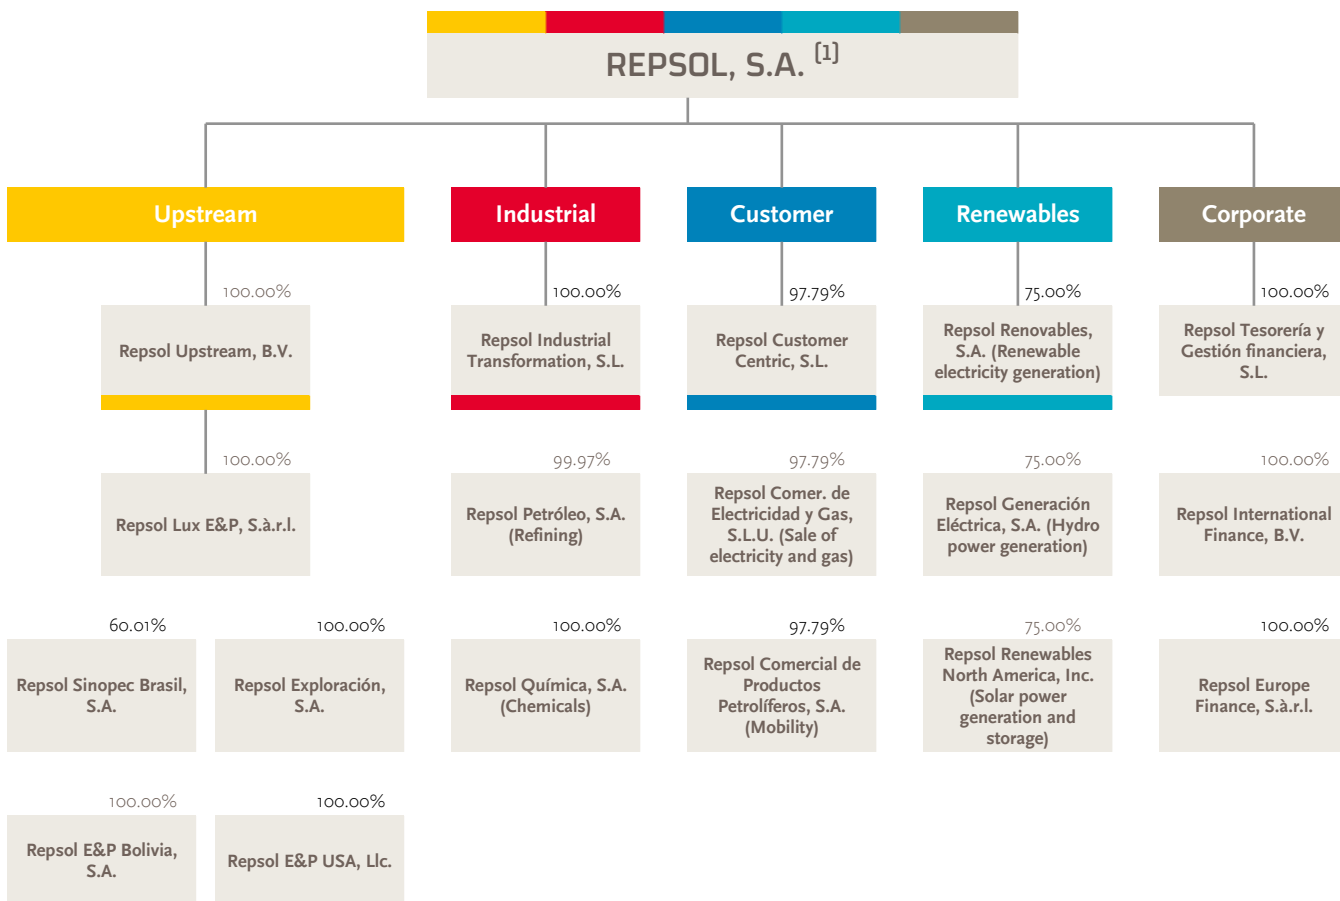 REPSOL, S.A. (1)
Upstream
Industrial
Customer
Renewables
Corporate
100.00%
100.00%
97.79%
75.00%
100.00%
Repsol Upstream, B.V.
Repsol Industrial
Transformation, S.L.
Repsol Customer
Centric, S.L.
Repsol Renovables,
S.A. (Renewable
electricity generation)
Repsol Tesorería y
Gestión financiera,
S.L.
100.00%
99.97%
97.79%
75.00%
100.00%
Repsol Lux E&P, S.à.r.l.
Repsol Petróleo, S.A.
(Refining)
Repsol Comer. de
Electricidad y Gas,
S.L.U. (Sale of
electricity and gas)
Repsol Generación
Eléctrica, S.A. (Hydro
power generation)
Repsol International
Finance, B.V.
60.01%
100.00%
100.00%
97.79%
75.00%
100.00%
Repsol Sinopec Brasil,
S.A.
Repsol Exploración,
S.A.
Repsol Química, S.A.
(Chemicals)
Repsol Comercial de
Productos
Petrolíferos, S.A.
(Mobility)
Repsol Renewables
North America, Inc.
(Solar power
generation and
storage)
Repsol Europe
Finance, S.à.r.l.
100.00%
100.00%
Repsol E&P Bolivia,
S.A.
Repsol E&P USA, Llc.